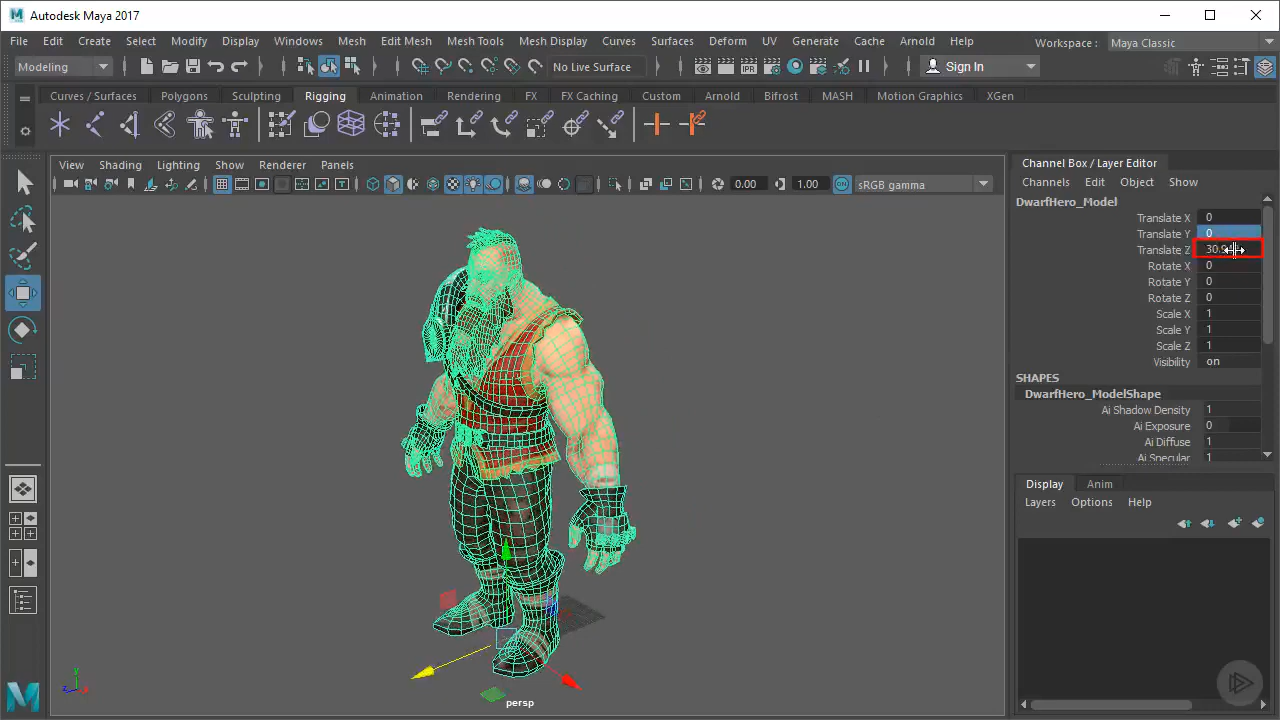 Autodesk Maya 2017
File Edit Create Select Modify Display Windows Mesh Edit Mesh Mesh Tools Mesh Display Curves Surfaces Deform UV Generate Cache Arnold Help Workspace : Maya Classic
Modeling No Live Surface Sign In
Curves / Surfaces Polygons Sculpting Rigging Animation Rendering FX FX Caching Custom Arnold Bifrost MASH Motion Graphics XGen
View Shading Lighting Show Renderer Panels
0.00 1.00 ON sRGB gamma
persp
Channel Box / Layer Editor
Channels Edit Object Show
DwarfHero_Model
Translate X 0
Translate Y 0
Translate Z
Rotate X 0
Rotate Y 0
Rotate Z 0
Scale X 1
Scale Y 1
Scale Z 1
Visibility on
SHAPES
DwarfHero_ModelShape
Ai Shadow Density 1
Ai Exposure 0
Ai Diffuse 1
Ai Specular 1
Display Anim
Layers Options Help